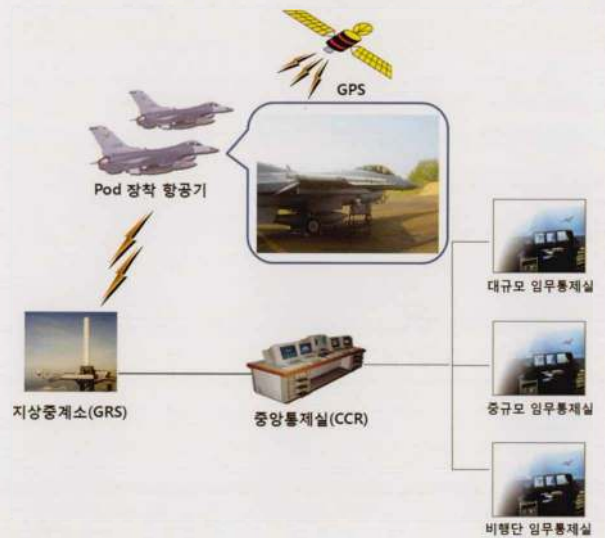 GPS
Pod 장착 항공기
대규모 임무통제실
지상중계소(GRS)
중앙통제실(CCR)
중규모 임무통제실
비행단 임무통제실